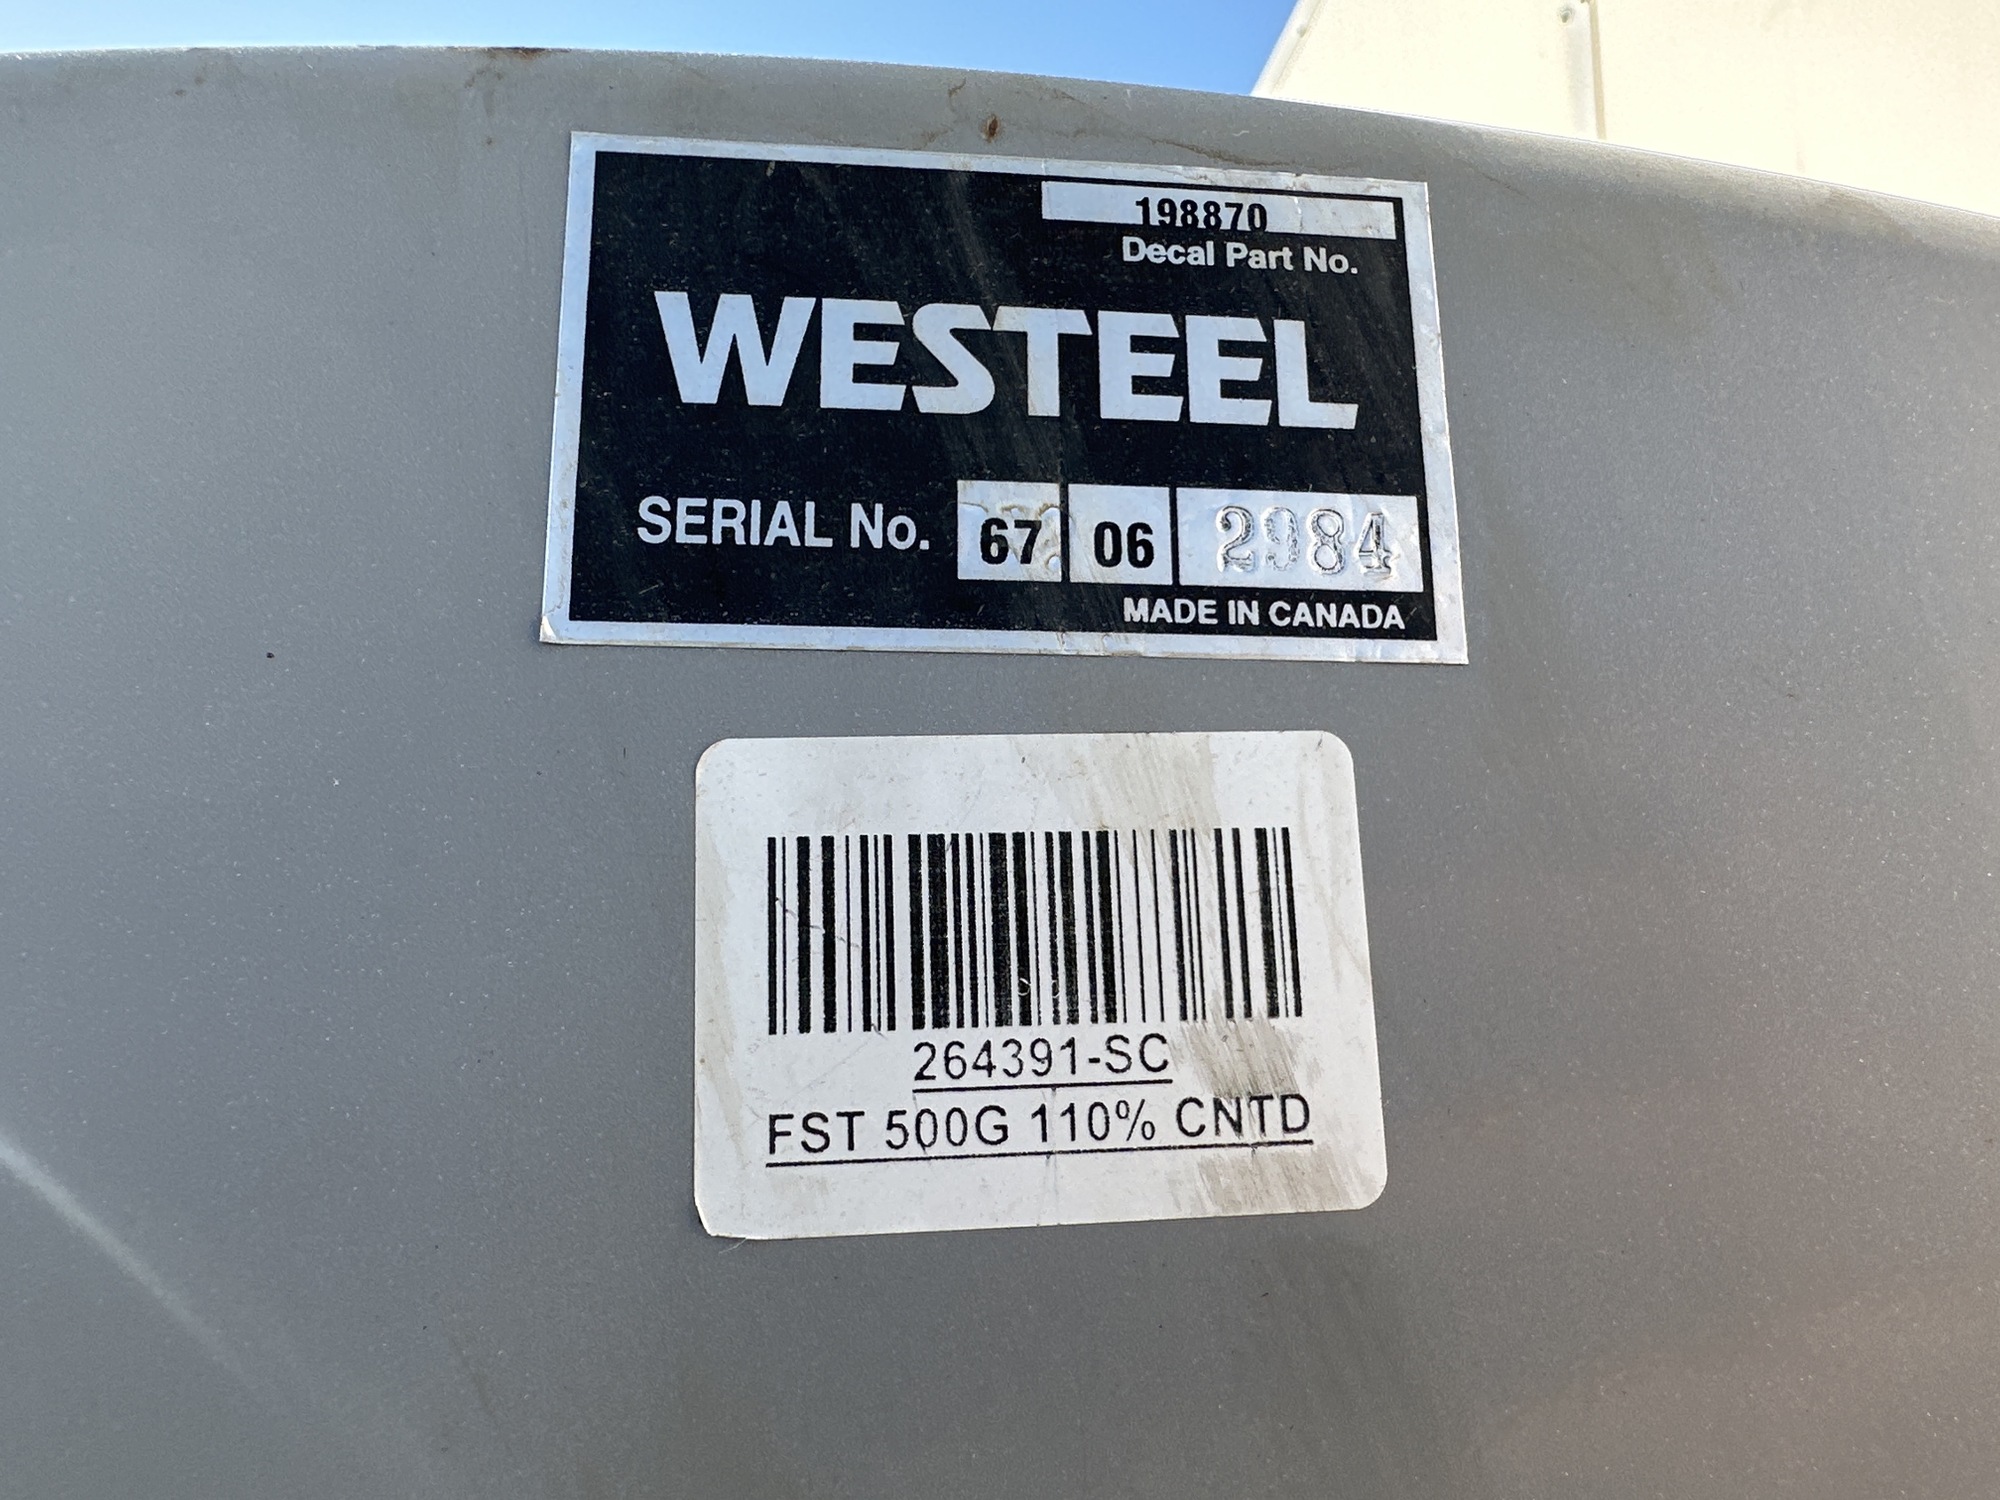 198870
Decal Part No.
WESTEEL
SERIAL No. 67 06 2984
MADE IN CANADA
264391-SC
FST 500G 110% CNTD